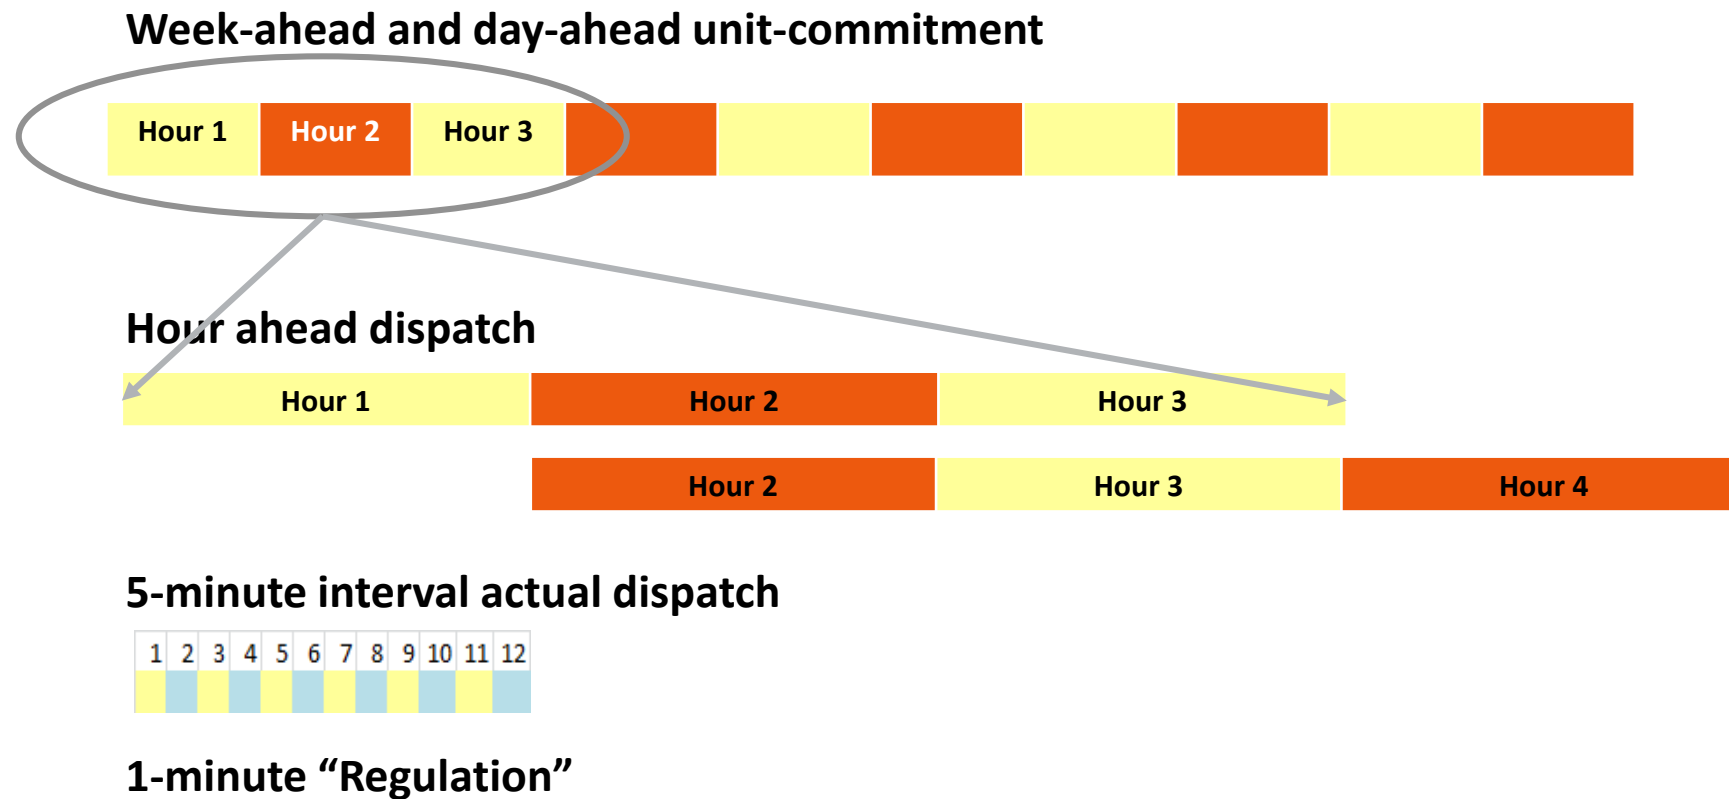 Week-ahead and day-ahead unit-commitment
Hour 1 Hour 2 Hour 3
Hour ahead dispatch
Hour 1 Hour 2 Hour 3
Hour 2 Hour 3 Hour 4
5-minute interval actual dispatch
1 2 3 4 5 6 7 8 9 10 11 12
1-minute “Regulation”